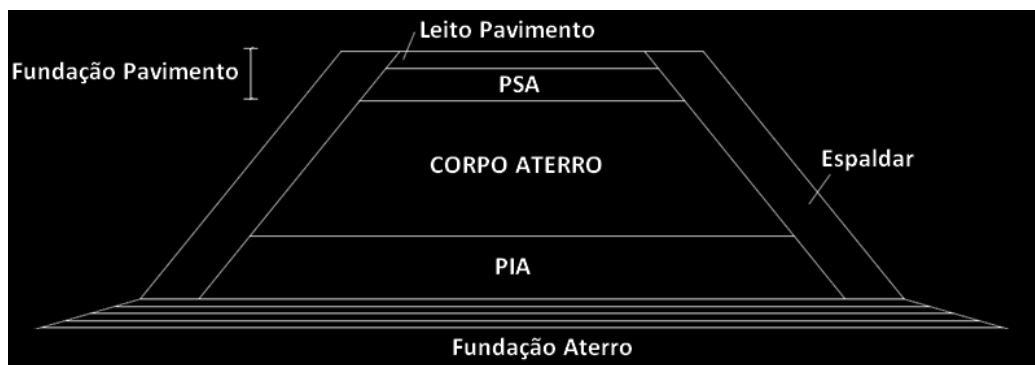 Leito Pavimento
Fundação Pavimento
PSA
CORPO ATERRO
Espaldar
PIA
Fundação Aterro